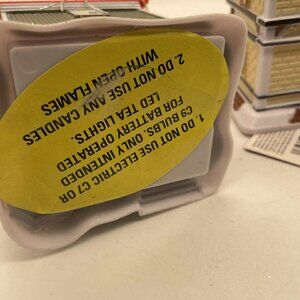 1. DO NOT USE ELECTRIC C7 OR
C9 BULBS. ONLY INTENDED
FOR BATTERY OPERATED
LED TEA LIGHTS.
2. DO NOT USE ANY CANDLES
WITH OPEN FLAMES